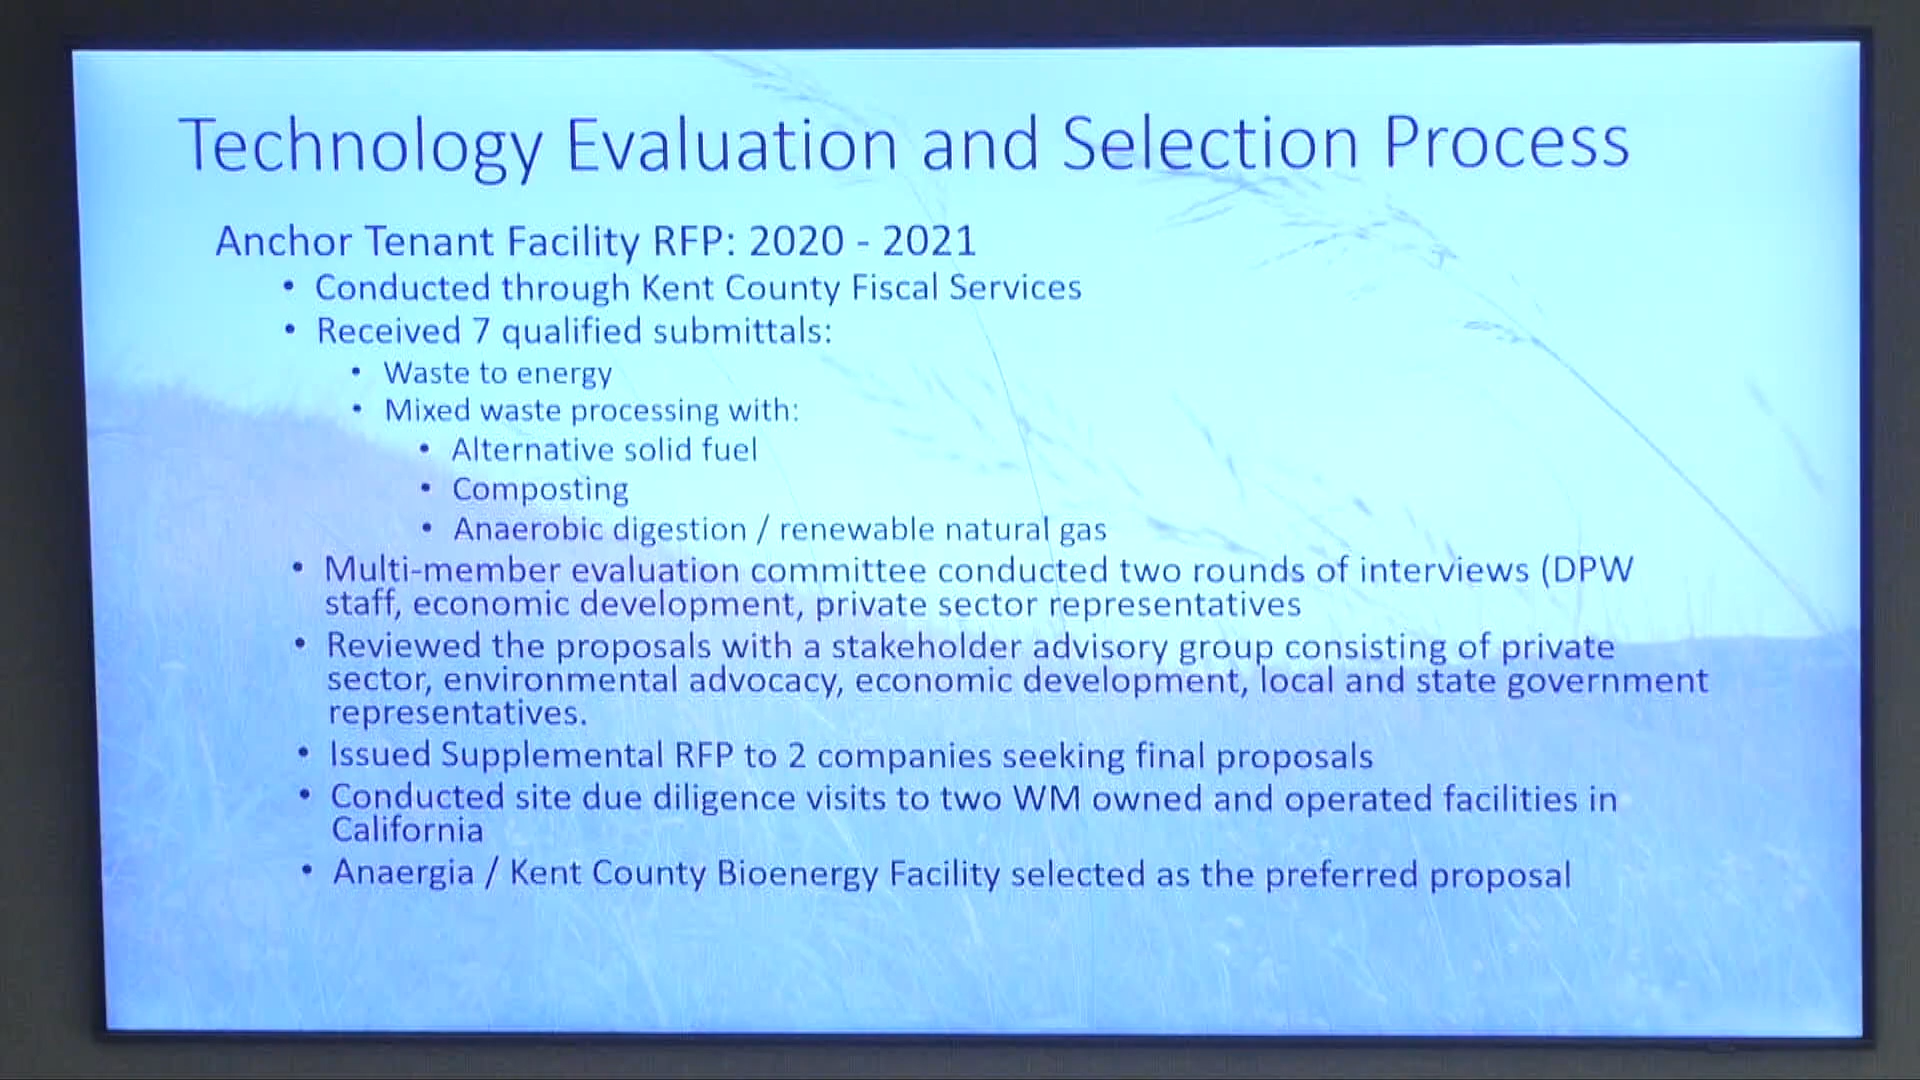 Technology Evaluation and Selection Process
Anchor Tenant Facility RFP: 2020 - 2021
• Conducted through Kent County Fiscal Services
• Received 7 qualified submittals:
• Waste to energy
• Mixed waste processing with:
• Alternative solid fuel
• Composting
• Anaerobic digestion / renewable natural gas
• Multi-member evaluation committee conducted two rounds of interviews (DPW
staff, economic development, private sector representatives
• Reviewed the proposals with a stakeholder advisory group consisting of private
sector, environmental advocacy, economic development, local and state government
representatives.
• Issued Supplemental RFP to 2 companies seeking final proposals
• Conducted site due diligence visits to two WM owned and operated facilities in
California
• Anaergia / Kent County Bioenergy Facility selected as the preferred proposal